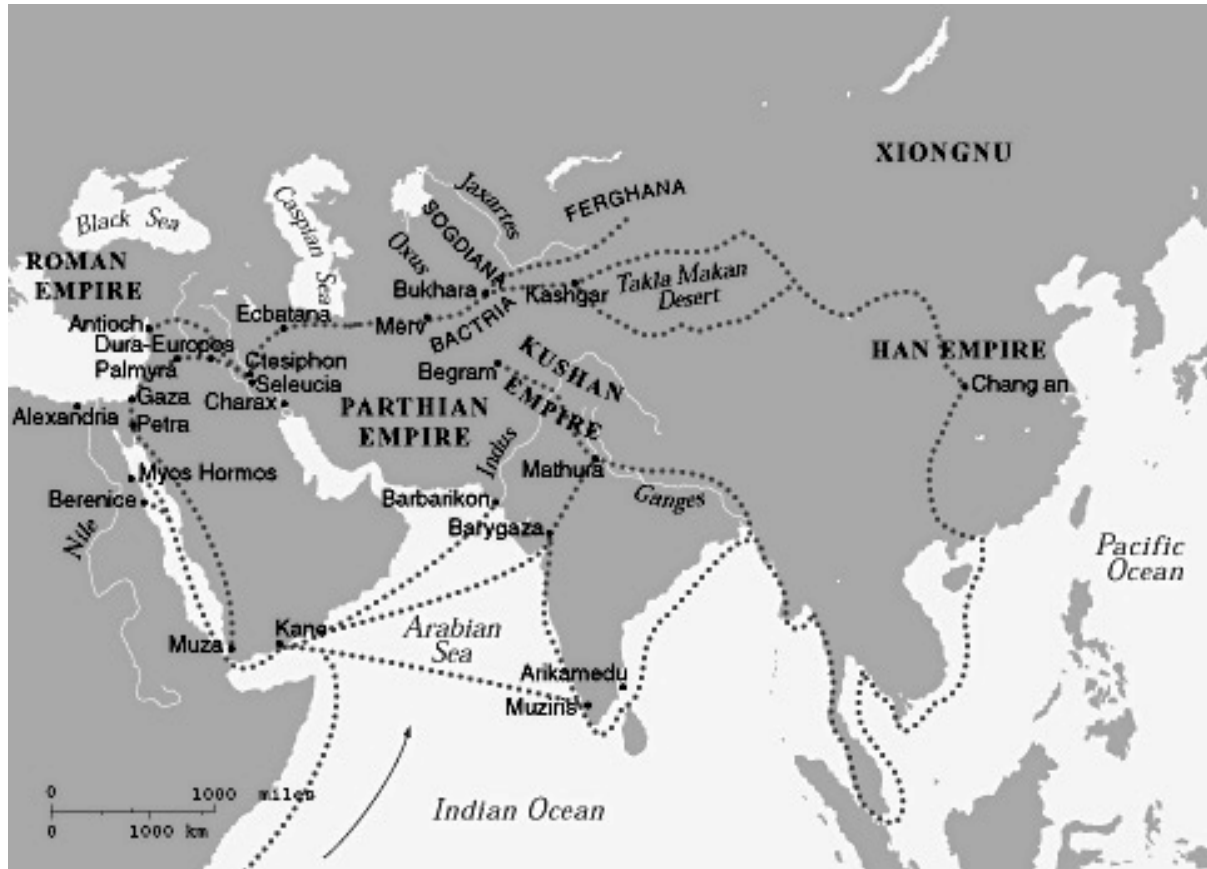 XIONGNU
Black Sea
Caspian Sea
Jaxartes
FERGHANA
SOGDIANA
Oxus
ROMAN
EMPIRE
Bukhara
Kashgar
Takla Makan
Desert
Antioch
Ecbatana
Merv
BACTRIA
Dura-Europos
Palmyra
Ctesiphon
Seleucia
Begram
KUSHAN
EMPIRE
HAN EMPIRE
Chang an
Gaza
Alexandria
Petra
Charax
PARTHIAN
EMPIRE
Indus
Mathura
Myos Hormos
Berenice
Nile
Barbarikon
Barygaza
Ganges
Pacific
Ocean
Muza
Kane
Arabian
Sea
Arikamedu
Muziris
0 1000 miles
0 1000 km
Indian Ocean